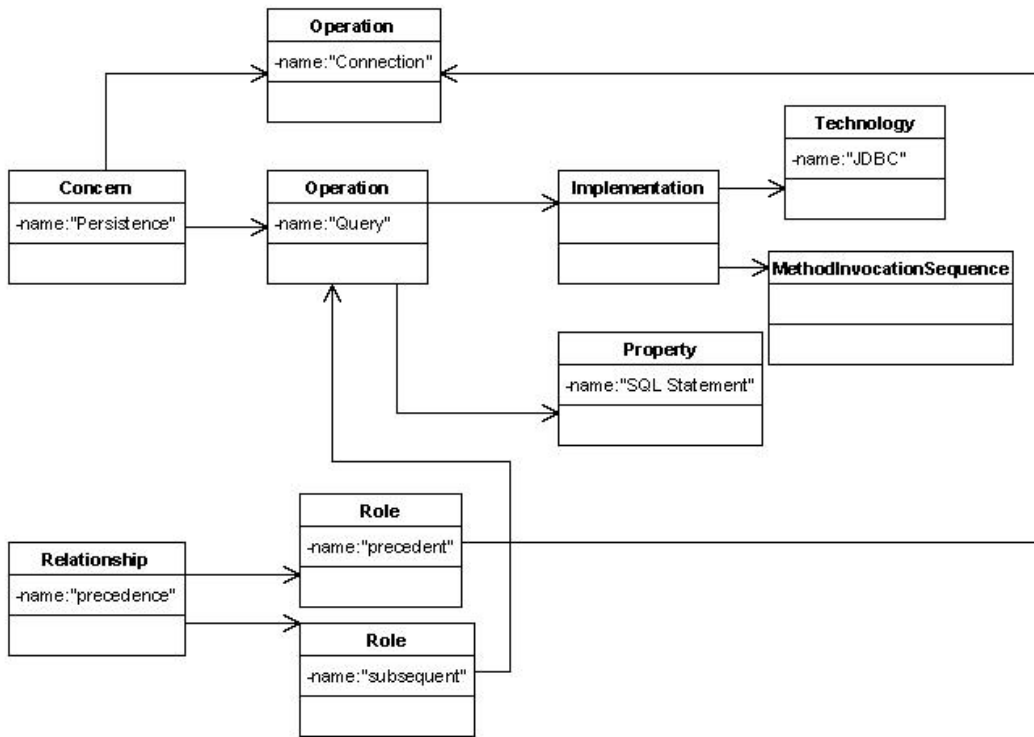 Operation
-name:"Connection"
Technology
-name:"JDBC"
Concern
-name:"Persistence"
Operation
-name:"Query"
Implementation
MethodInvocationSequence
Property
-name:"SQL Statement"
Role
-name:"precedent"
Relationship
-name:"precedence"
Role
-name:"subsequent"